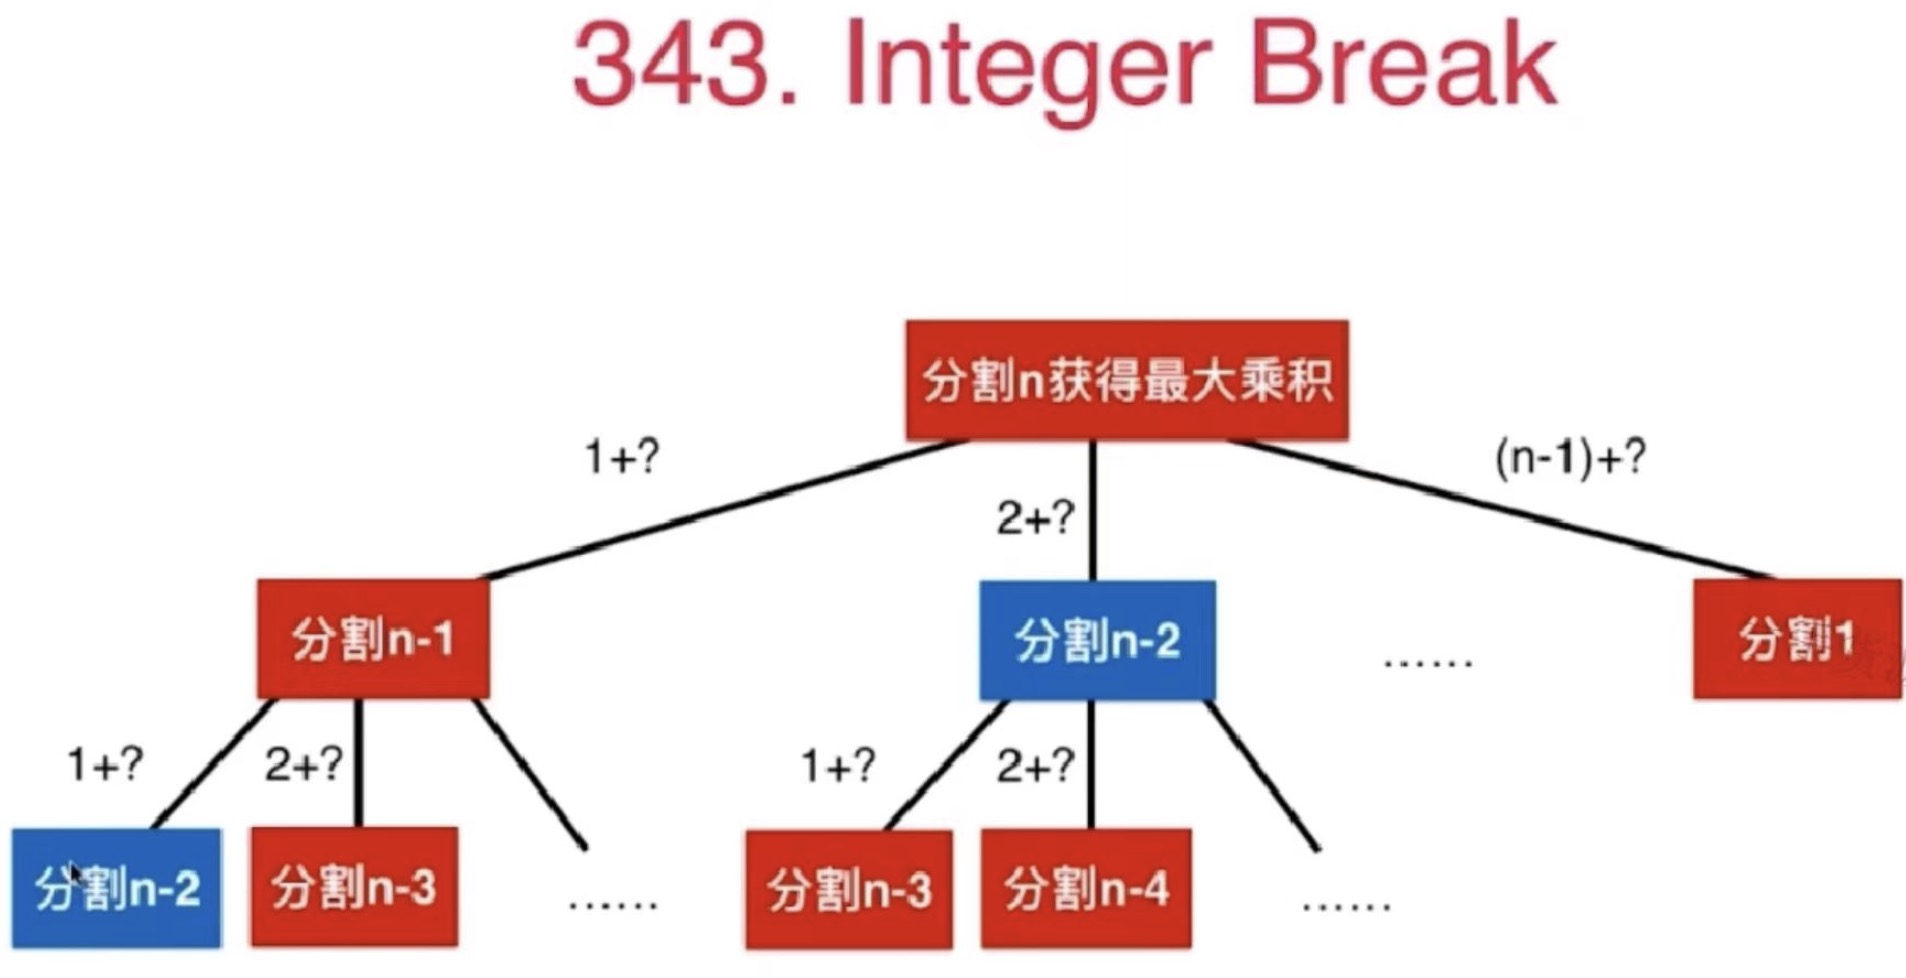 343. Integer Break
分割n获得最大乘积
1+?
2+?
(n-1)+?
分割n-1
分割n-2
......
分割1
1+?
2+?
1+?
2+?
分割n-2
分割n-3
......
分割n-3
分割n-4
......